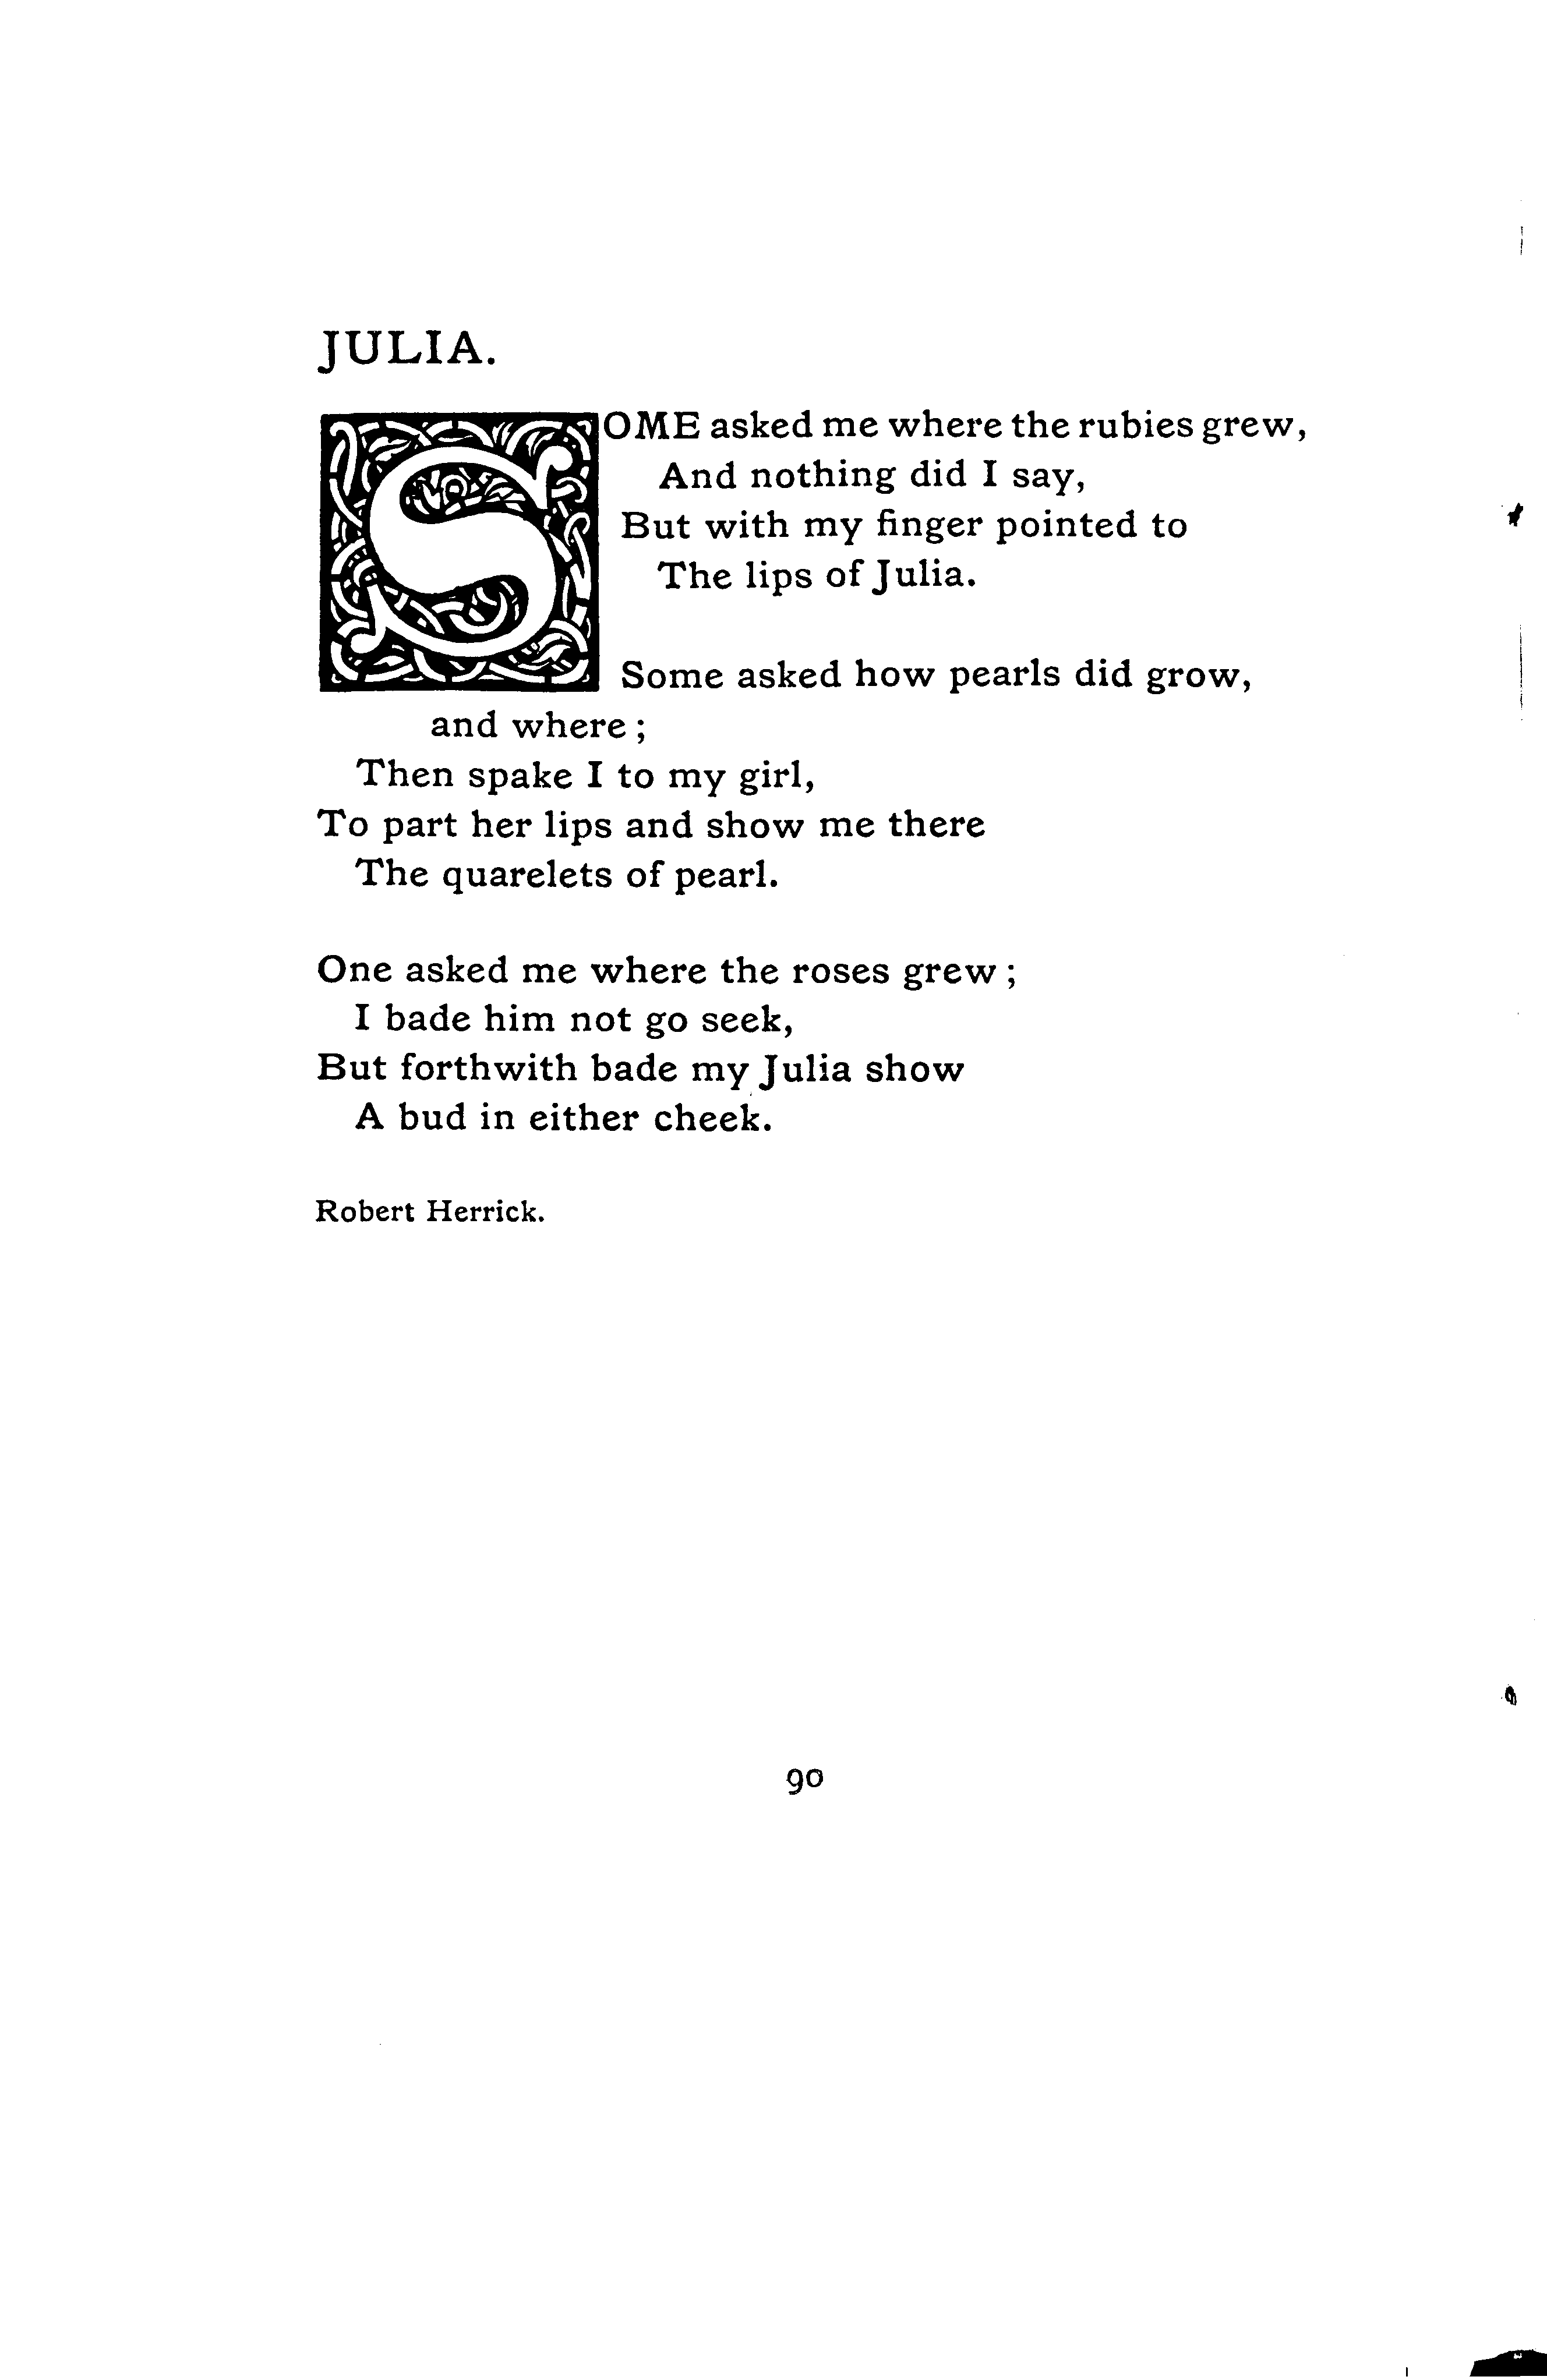 JULIA.
SOME asked me where the rubies grew,
And nothing did I say,
But with my finger pointed to
The lips of Julia.
Some asked how pearls did grow,
and where ;
Then spake I to my girl,
To part her lips and show me there
The quarelets of pearl.
One asked me where the roses grew ;
I bade him not go seek,
But forthwith bade my Julia show
A bud in either cheek.
Robert Herrick.
90